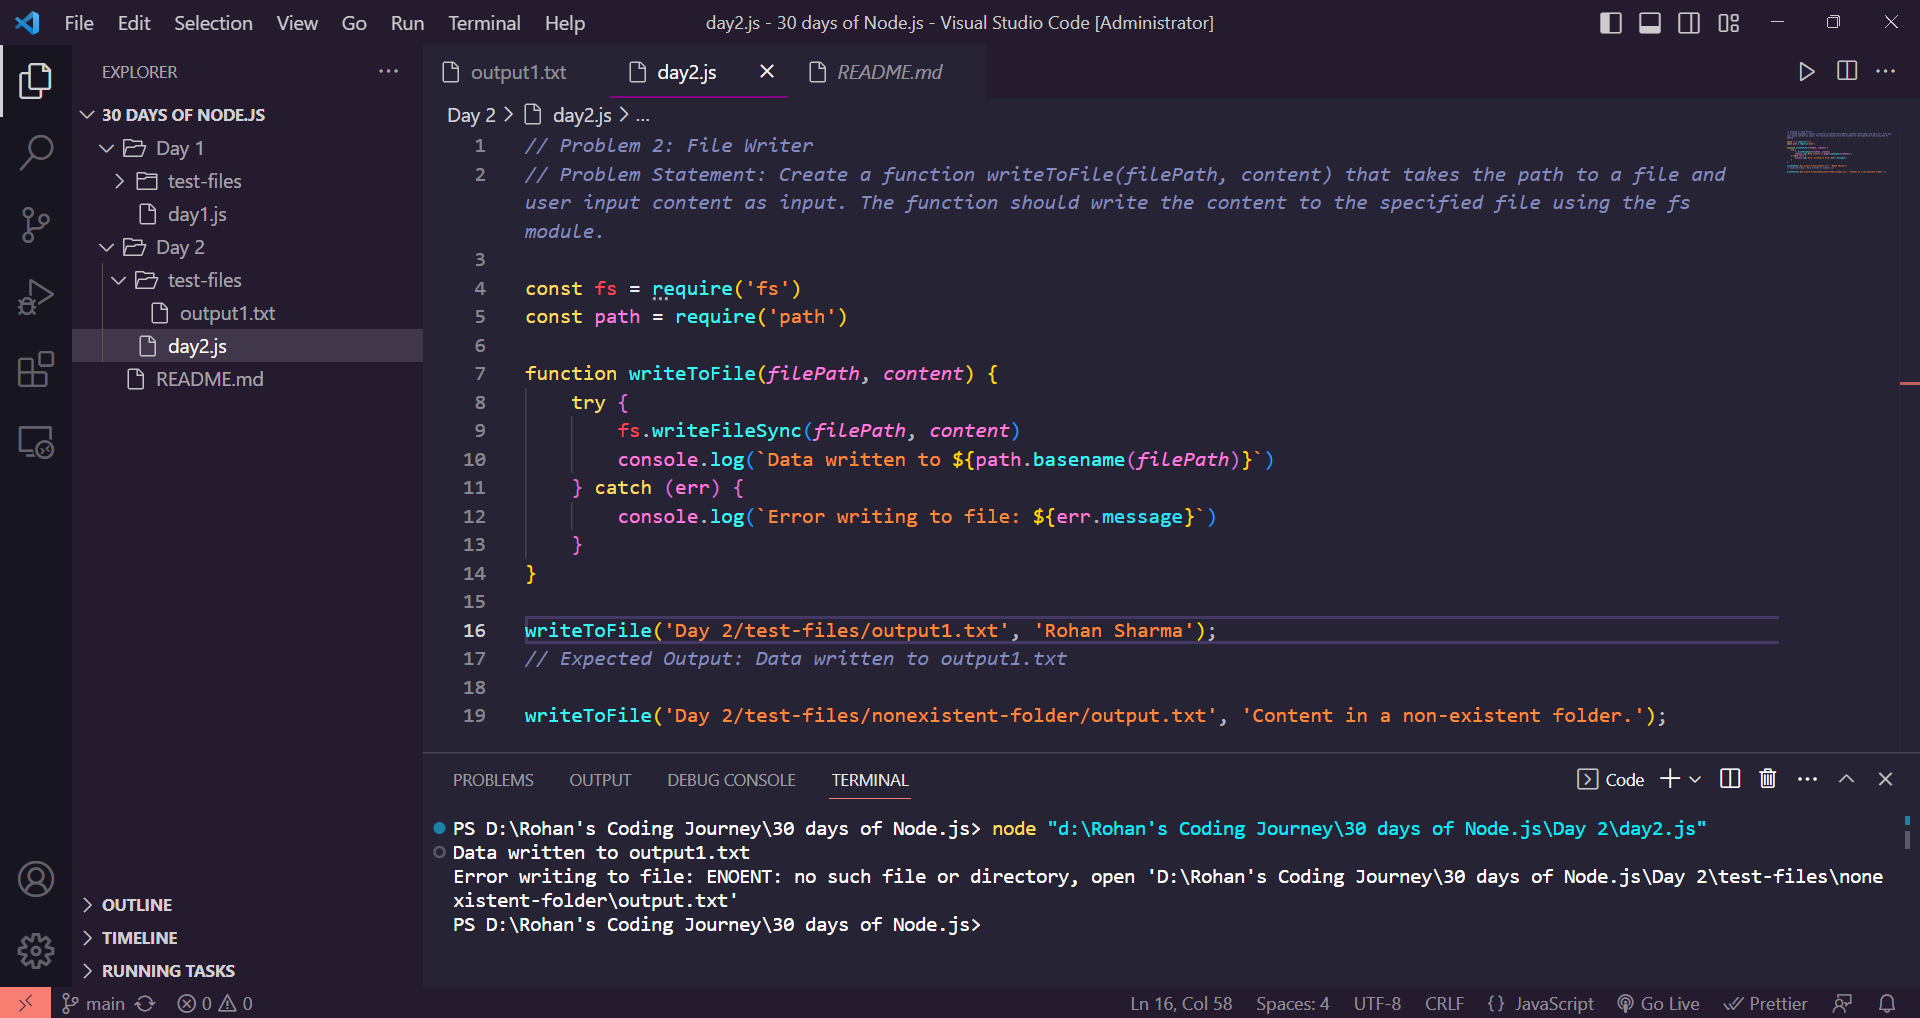 File Edit Selection View Go Run Terminal Help
day2.js - 30 days of Node.js - Visual Studio Code [Administrator]
EXPLORER
30 DAYS OF NODE.JS
Day 1
test-files
day1.js
Day 2
test-files
output1.txt
day2.js
README.md
OUTLINE
TIMELINE
RUNNING TASKS
output1.txt day2.js README.md
Day 2 > day2.js > ...
1 // Problem 2: File Writer
2 // Problem Statement: Create a function writeToFile(filePath, content) that takes the path to a file and
user input content as input. The function should write the content to the specified file using the fs
module.
3
4 const fs = require('fs')
5 const path = require('path')
6
7 function writeToFile(filePath, content) {
8 try {
9 fs.writeFileSync(filePath, content)
10 console.log(`Data written to ${path.basename(filePath)}`)
11 } catch (err) {
12 console.log(`Error writing to file: ${err.message}`)
13 }
14 }
15
16 writeToFile('Day 2/test-files/output1.txt', 'Rohan Sharma');
17 // Expected Output: Data written to output1.txt
18
19 writeToFile('Day 2/test-files/nonexistent-folder/output.txt', 'Content in a non-existent folder.');
PROBLEMS OUTPUT DEBUG CONSOLE TERMINAL
Code
PS D:\Rohan's Coding Journey\30 days of Node.js> node "d:\Rohan's Coding Journey\30 days of Node.js\Day 2\day2.js"
Data written to output1.txt
Error writing to file: ENOENT: no such file or directory, open 'D:\Rohan's Coding Journey\30 days of Node.js\Day 2\test-files\none
xistent-folder\output.txt'
PS D:\Rohan's Coding Journey\30 days of Node.js>
main 0 0
Ln 16, Col 58 Spaces: 4 UTF-8 CRLF {} JavaScript Go Live Prettier